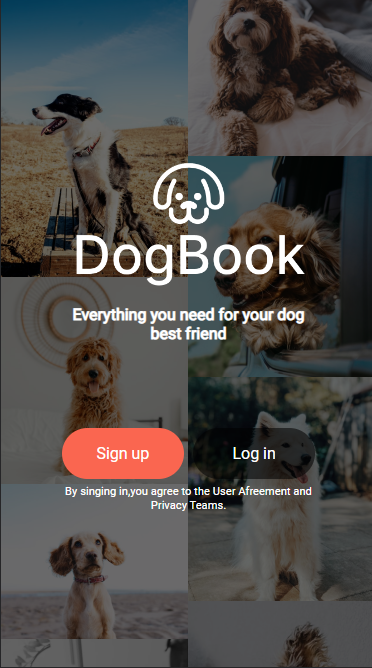 DogBook
Everything you need for your dog
best friend
Sign up
Log in
By singing in,you agree to the User Afreement and
Privacy Teams.